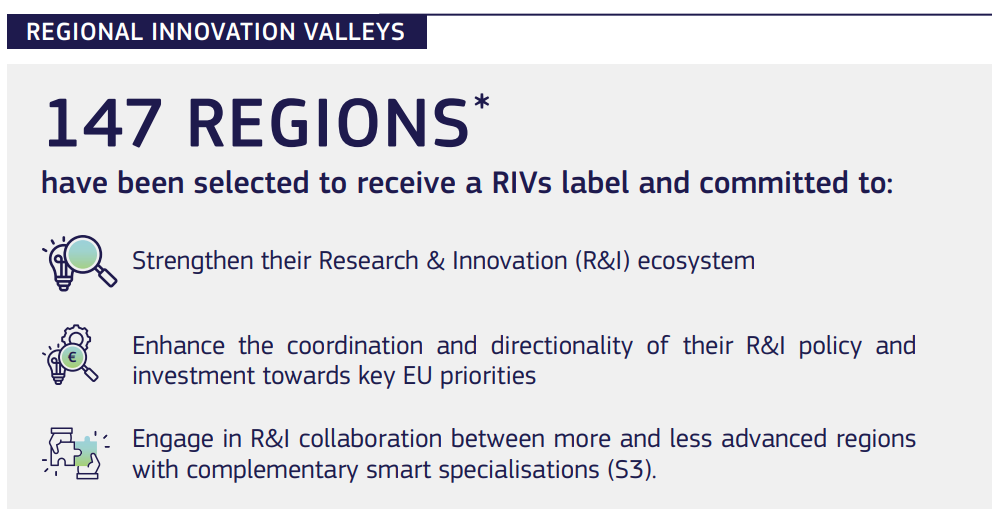 REGIONAL INNOVATION VALLEYS
147 REGIONS*
have been selected to receive a RIVs label and committed to:
Strengthen their Research & Innovation (R&I) ecosystem
€
Enhance the coordination and directionality of their R&I policy and
investment towards key EU priorities
Engage in R&I collaboration between more and less advanced regions
with complementary smart specialisations (S3).